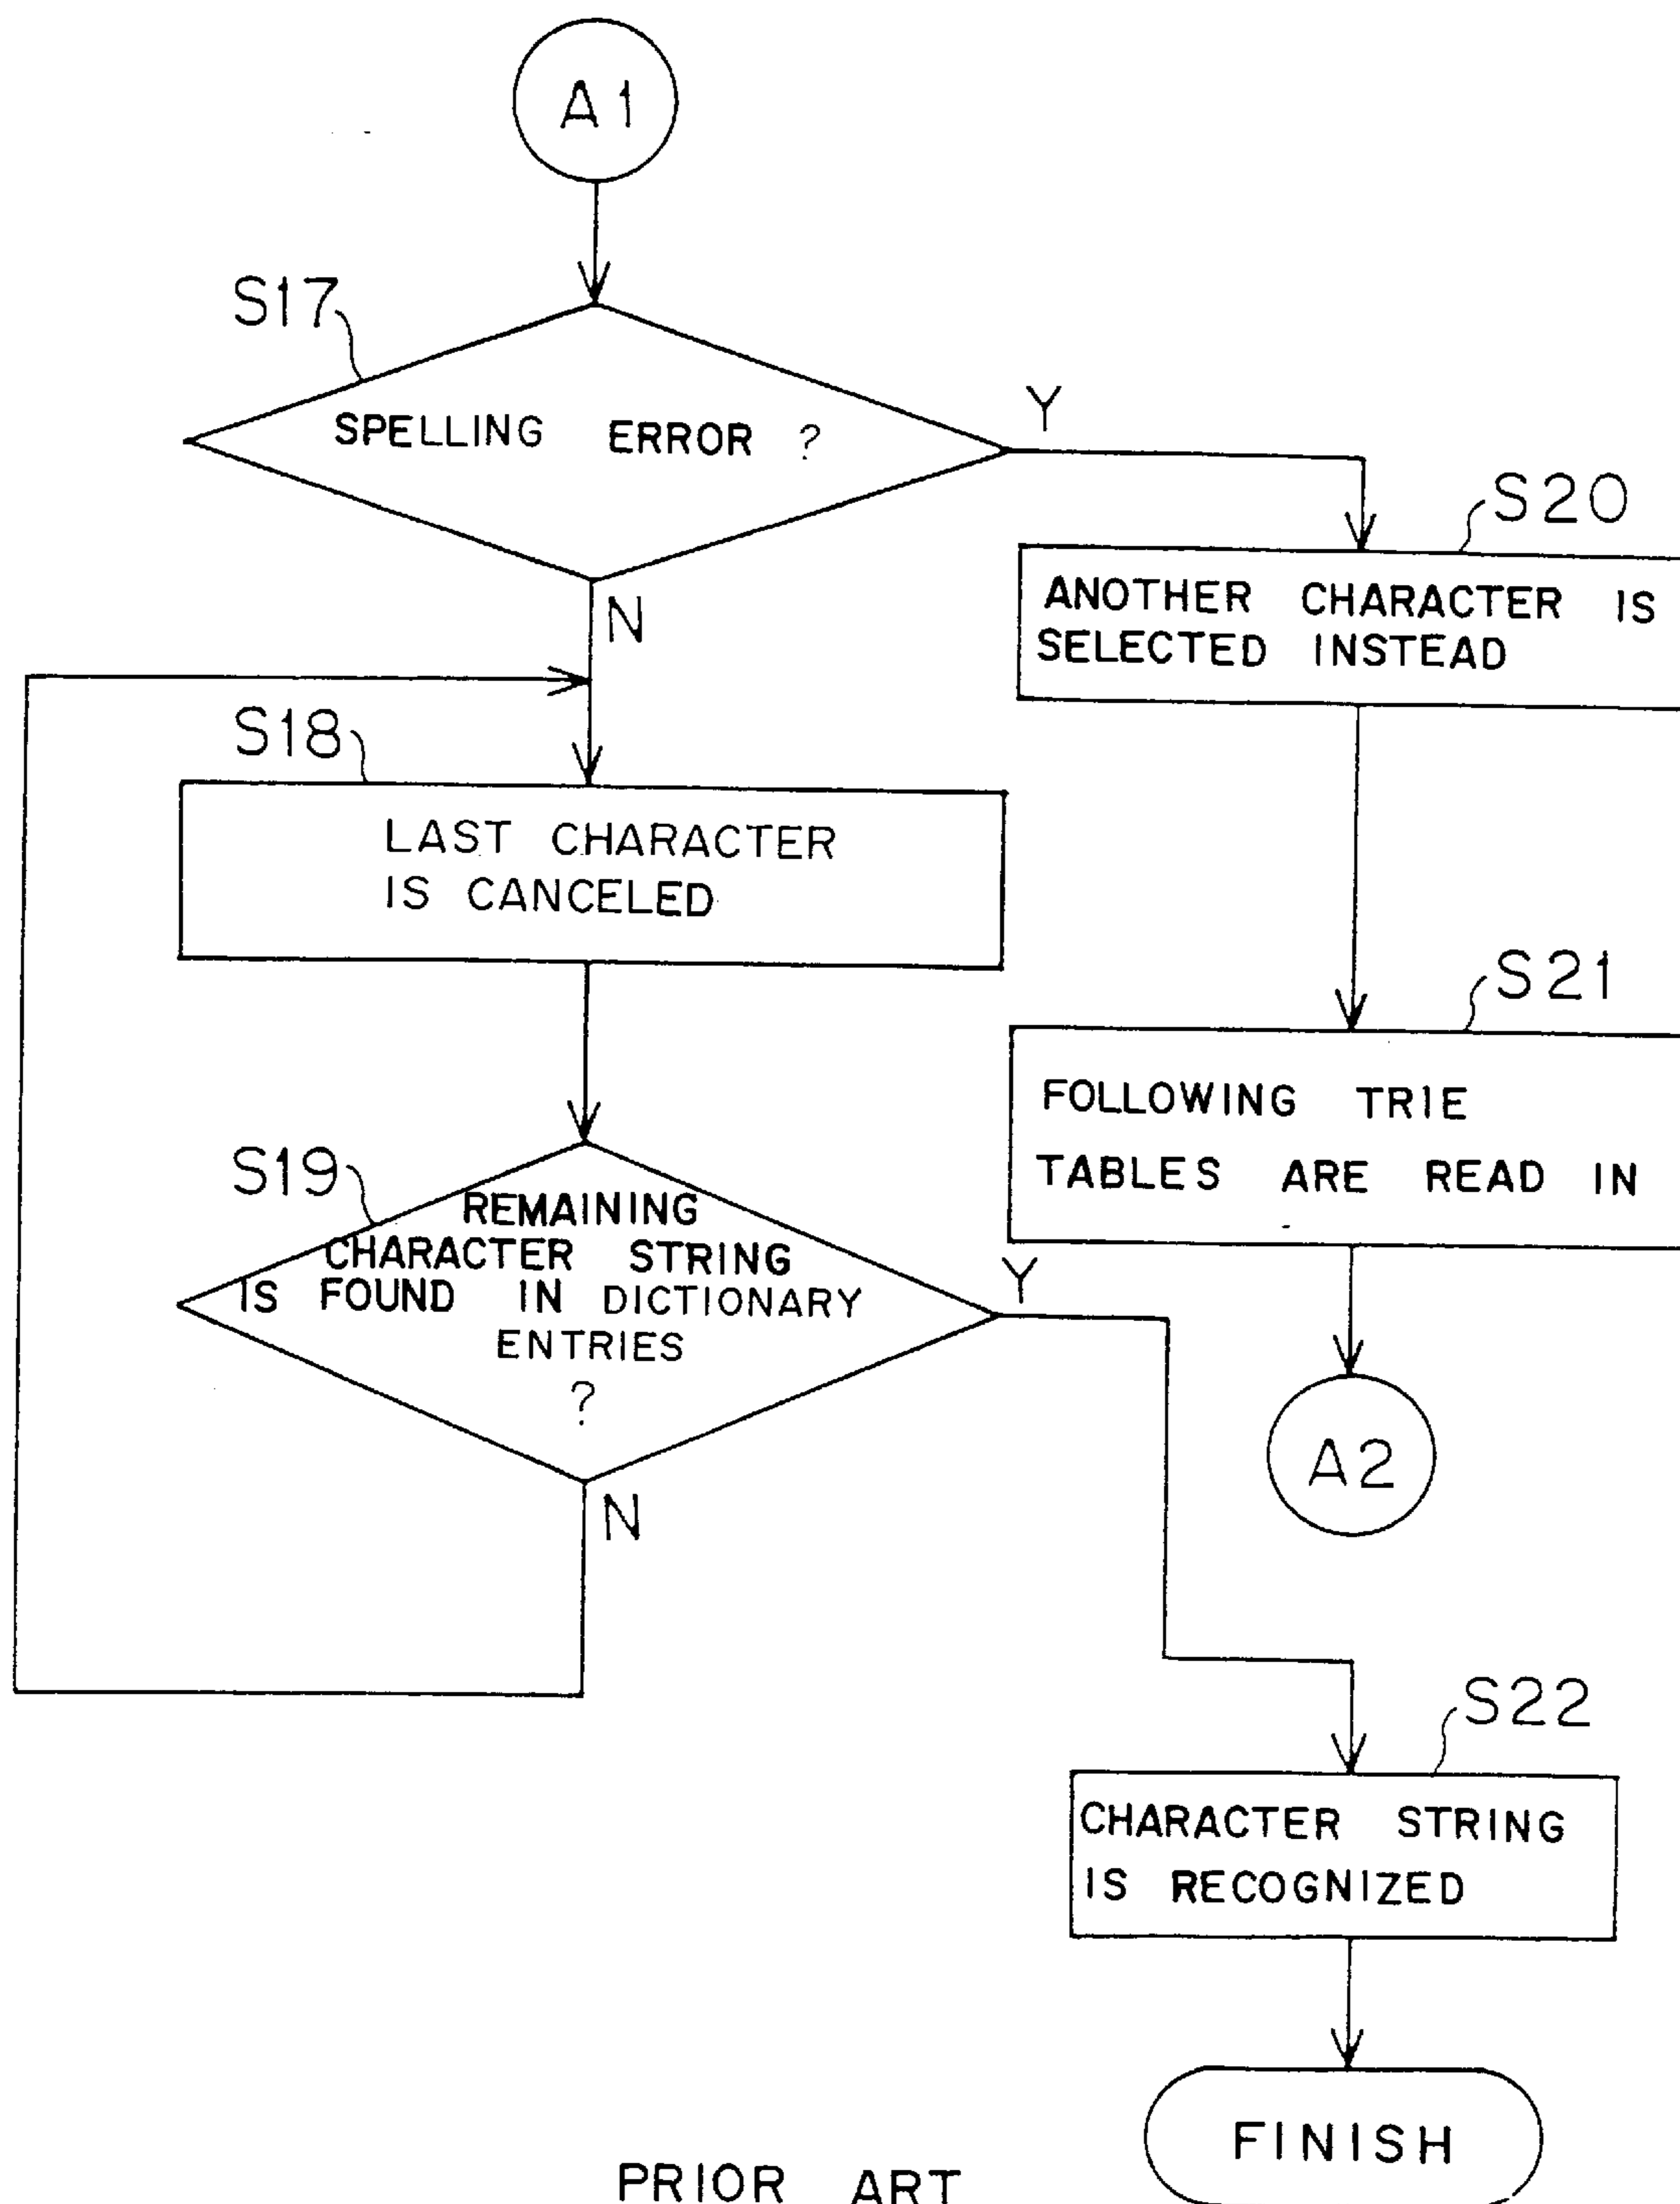 A1
S17
SPELLING ERROR ?
Y
N
S20
ANOTHER CHARACTER IS
SELECTED INSTEAD
S18
LAST CHARACTER
IS CANCELED
S21
FOLLOWING TRIE
TABLES ARE READ IN
S19
REMAINING
CHARACTER STRING
IS FOUND IN DICTIONARY
ENTRIES
?
Y
N
A2
S22
CHARACTER STRING
IS RECOGNIZED
FINISH
PRIOR ART